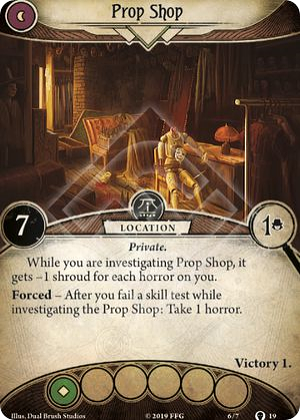 Prop Shop
7
LOCATION
1
Private.
While you are investigating Prop Shop, it
gets –1 shroud for each horror on you.
Forced – After you fail a skill test while
investigating the Prop Shop: Take 1 horror.
Victory 1.
Illus. Dual Brush Studios
© 2019 FFG
6/7
19